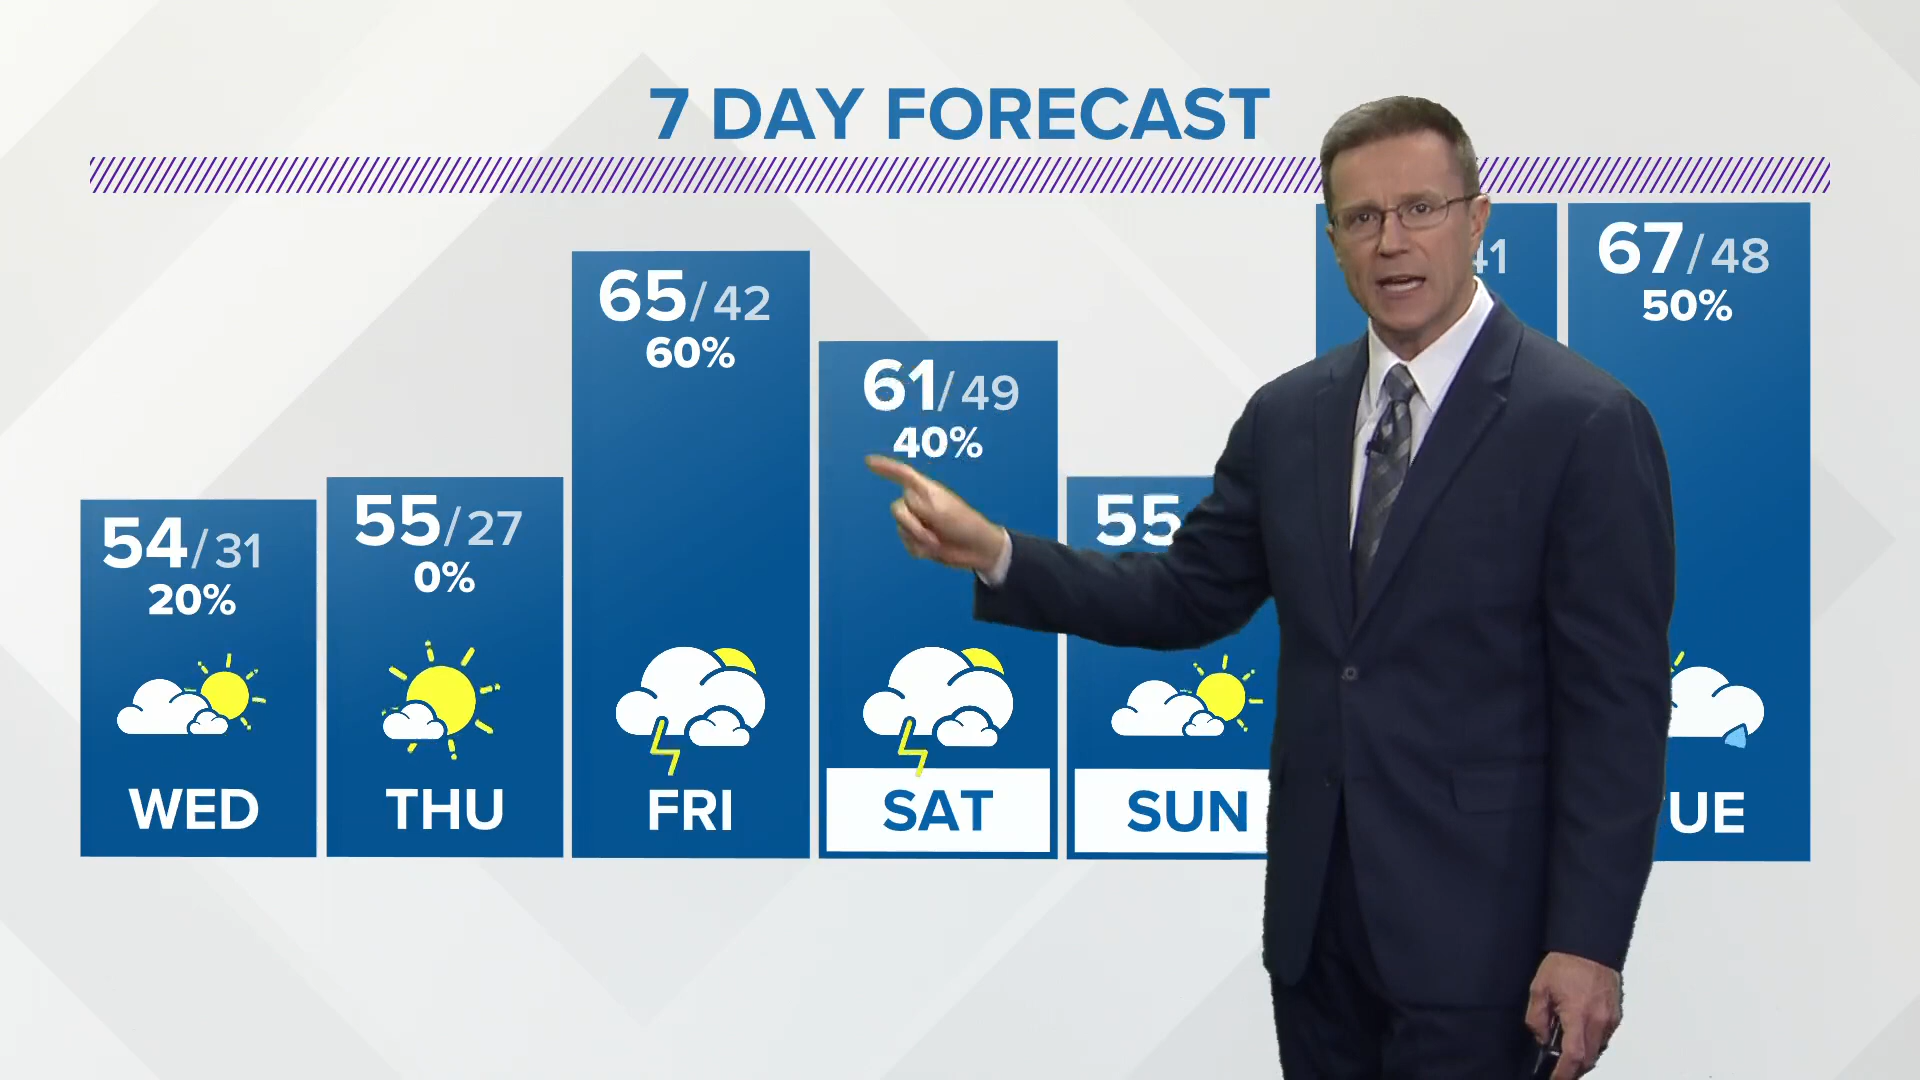 7 DAY FORECAST
54/31
20%
WED
55/27
0%
THU
65/42
60%
FRI
61/49
40%
SAT
55
SUN
41
67/48
50%
UE